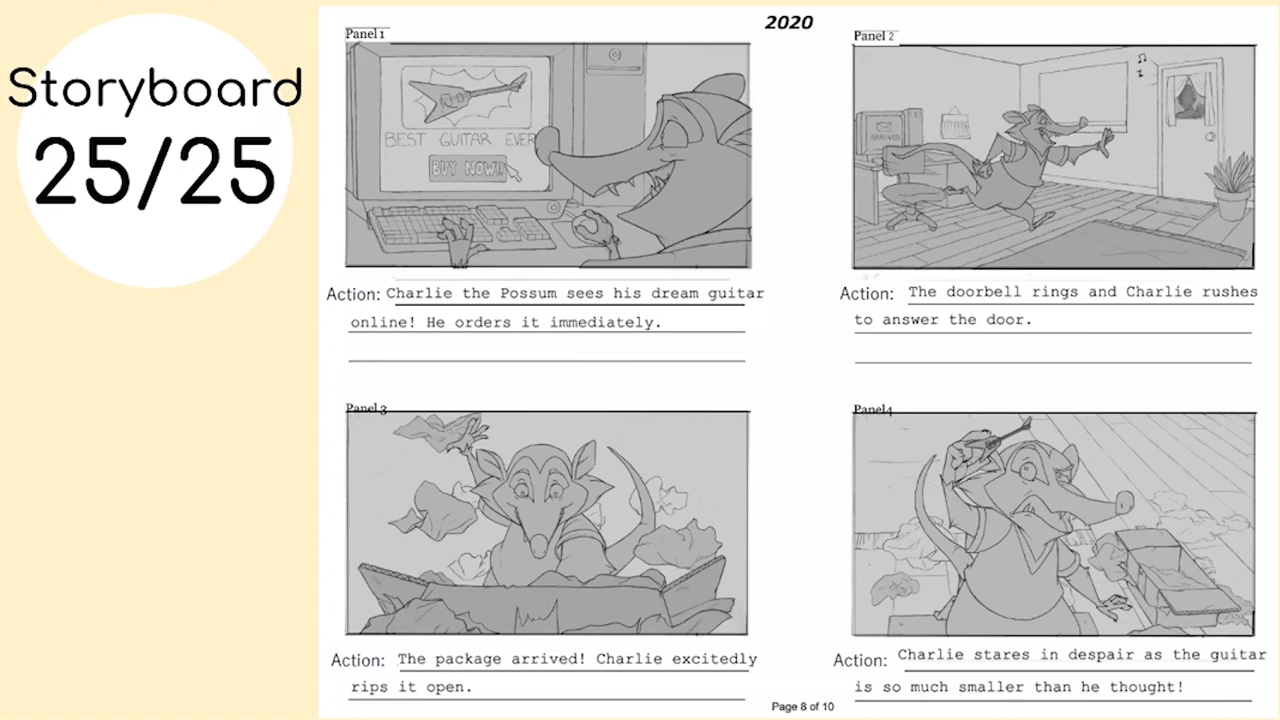 Storyboard
25/25
2020
Panel 1
BEST GUITAR EVER
BUY NOW!
Action: Charlie the Possum sees his dream guitar
online! He orders it immediately.
Panel 2
Action: The doorbell rings and Charlie rushes
to answer the door.
Panel 3
Action: The package arrived! Charlie excitedly
rips it open.
Panel4
Action: Charlie stares in despair as the guitar
is so much smaller than he thought!
Page 8 of 10